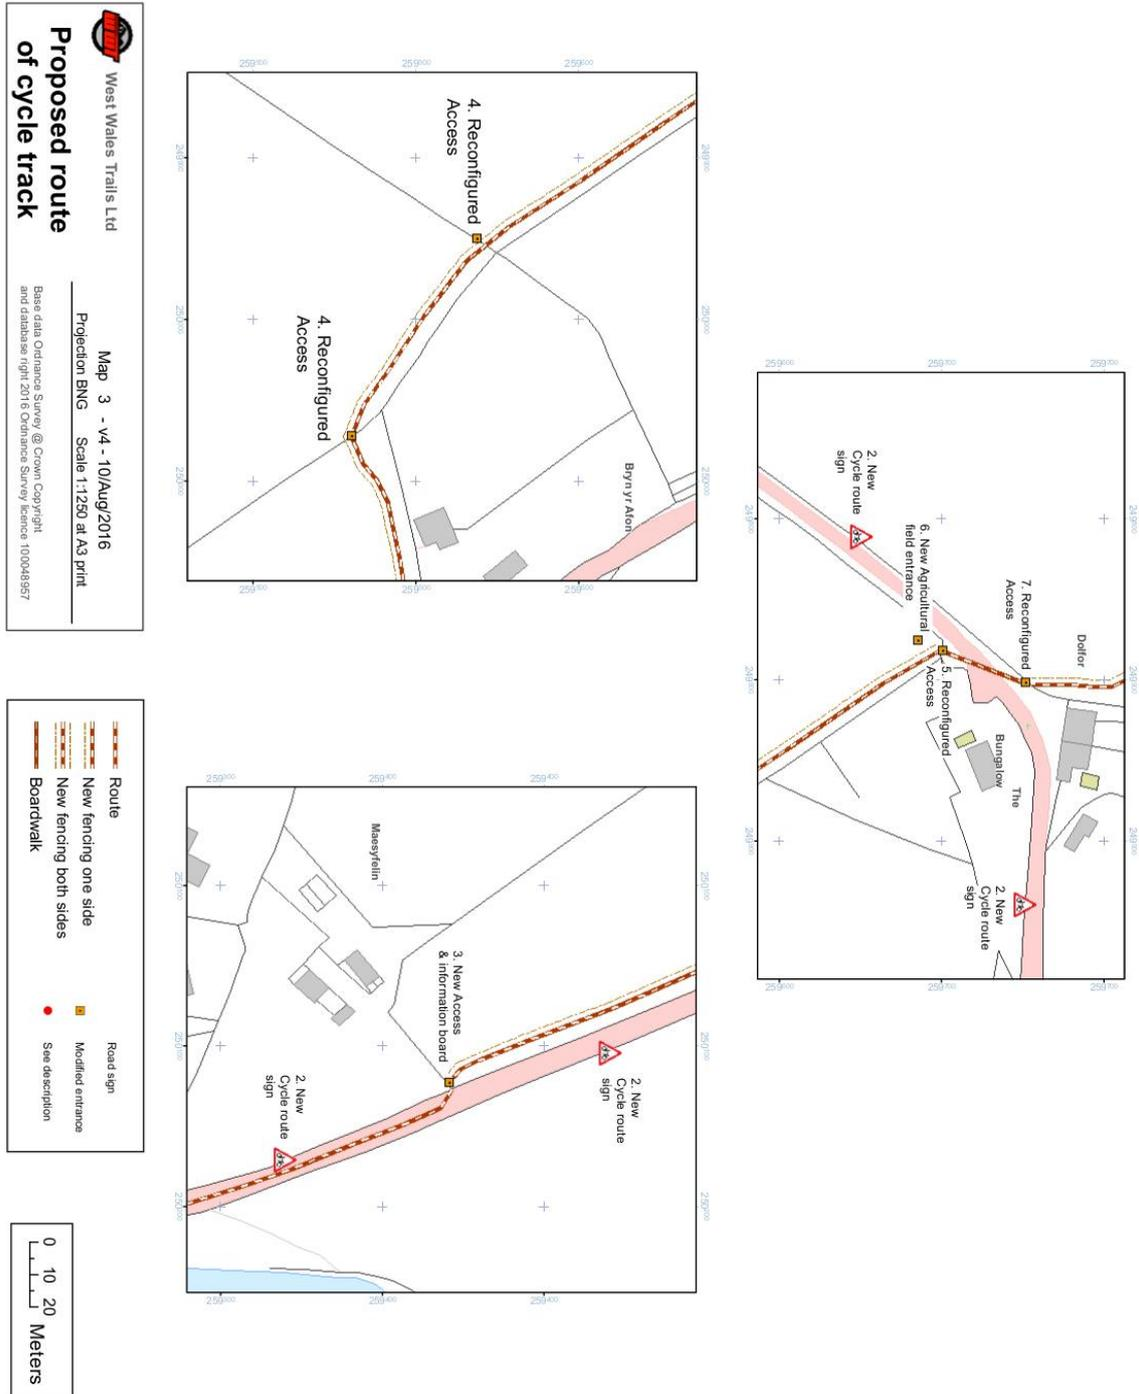 West Wales Trails Ltd
Proposed route
of cycle track
Map 3 - v4 - 10/Aug/2016
Projection BNG Scale 1:1250 at A3 print
Base data Ordnance Survey @ Crown Copyright
and database right 2016 Ordnance Survey licence 100048957
4. Reconfigured
Access
4. Reconfigured
Access
Bryn yr Afon
2. New
Cycle route
sign
6. New Agricultural
field entrance
7. Reconfigured
Access
Dolfor
5. Reconfigured
Access
The
Bungalow
2. New
Cycle route
sign
Maesyfelin
3. New Access
& information board
2. New
Cycle route
sign
2. New
Cycle route
sign
Route
New fencing one side
New fencing both sides
Boardwalk
Road sign
Modified entrance
See description
0 10 20 Meters